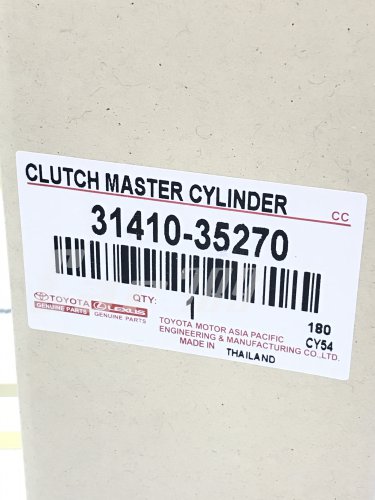 CLUTCH MASTER CYLINDER
CC
31410-35270
TOYOTA
GENUINE PARTS
LEXUS
GENUINE PARTS
QTY:
1
180
CY54
TOYOTA MOTOR ASIA PACIFIC
ENGINEERING & MANUFACTURING CO.,LTD.
MADE IN THAILAND